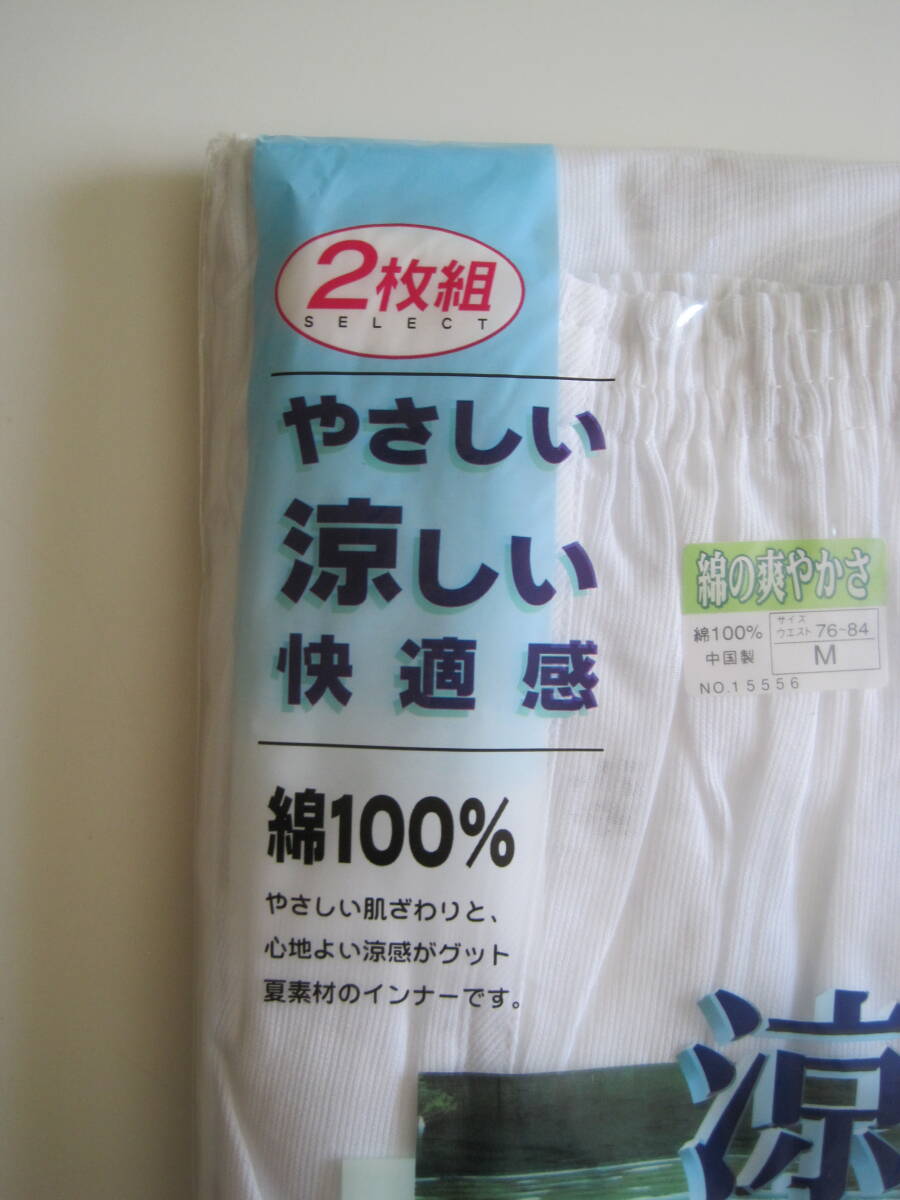 2枚組
SELECT
やさしい
涼しい
快適感
綿100%
やさしい肌ざわりと、
心地よい涼感がグット
夏素材のインナーです。
綿の爽やかさ
綿100%
中国製
サイズ
ウエスト 76~84
M
NO.15556
涼